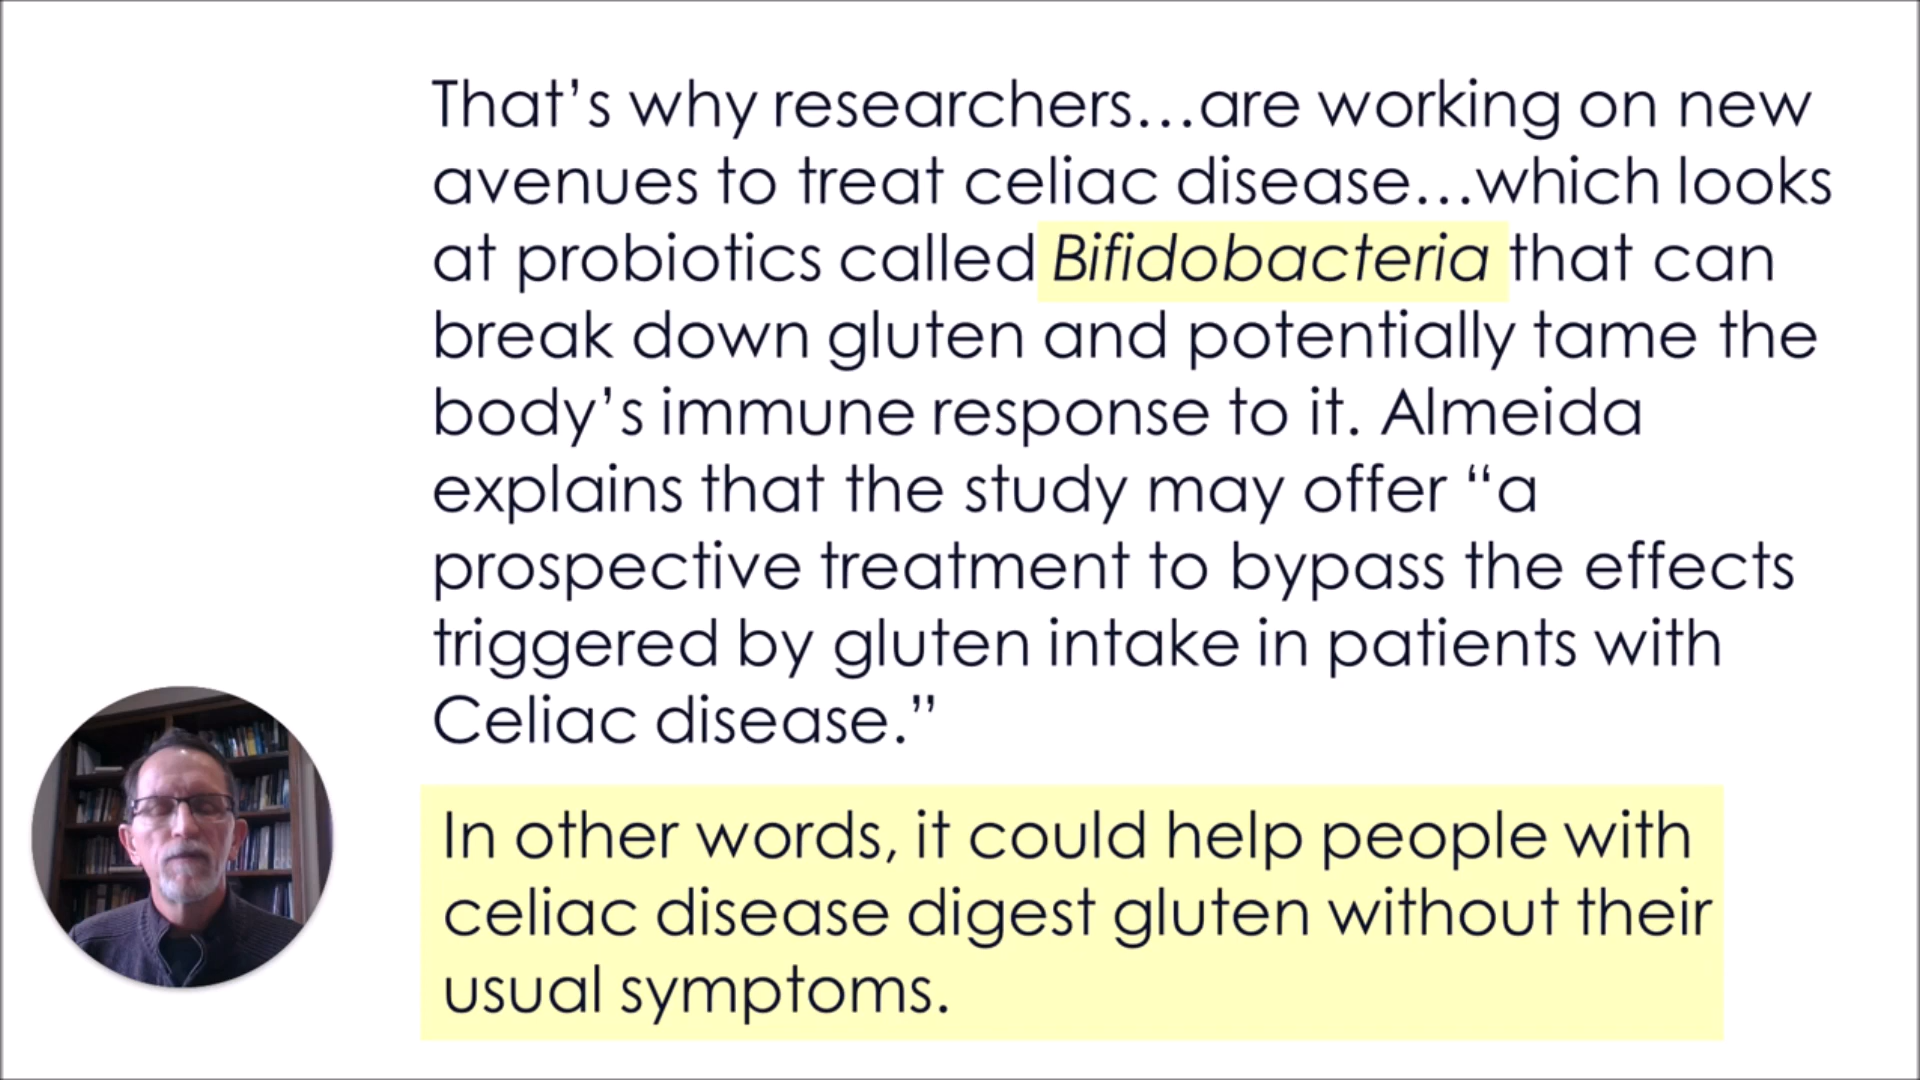 That’s why researchers…are working on new
avenues to treat celiac disease…which looks
at probiotics called Bifidobacteria that can
break down gluten and potentially tame the
body’s immune response to it. Almeida
explains that the study may offer “a
prospective treatment to bypass the effects
triggered by gluten intake in patients with
Celiac disease.”
In other words, it could help people with
celiac disease digest gluten without their
usual symptoms.